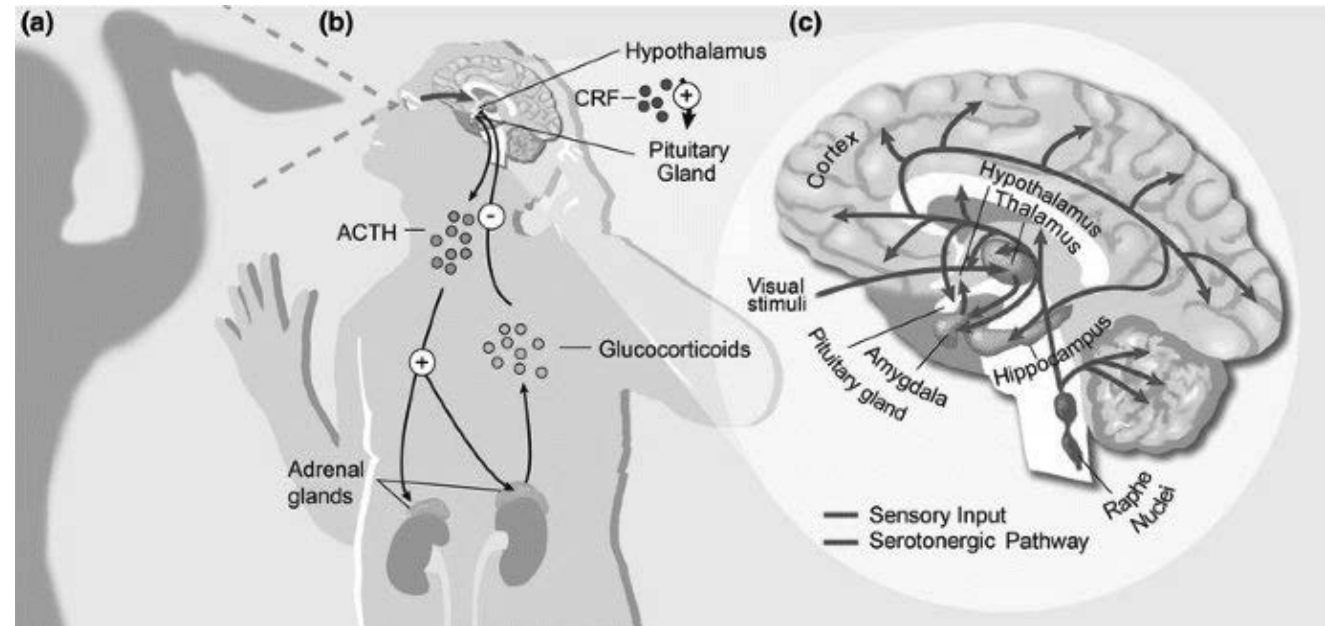 (a)
(b)
(c)
Hypothalamus
CRF
+
Pituitary
Gland
-
ACTH
+
Glucocorticoids
Adrenal
glands
Cortex
Hypothalamus
Thalamus
Visual
stimuli
Pituitary gland
Amygdala
Hippocampus
Raphe
Nuclei
Sensory Input
Serotonergic Pathway